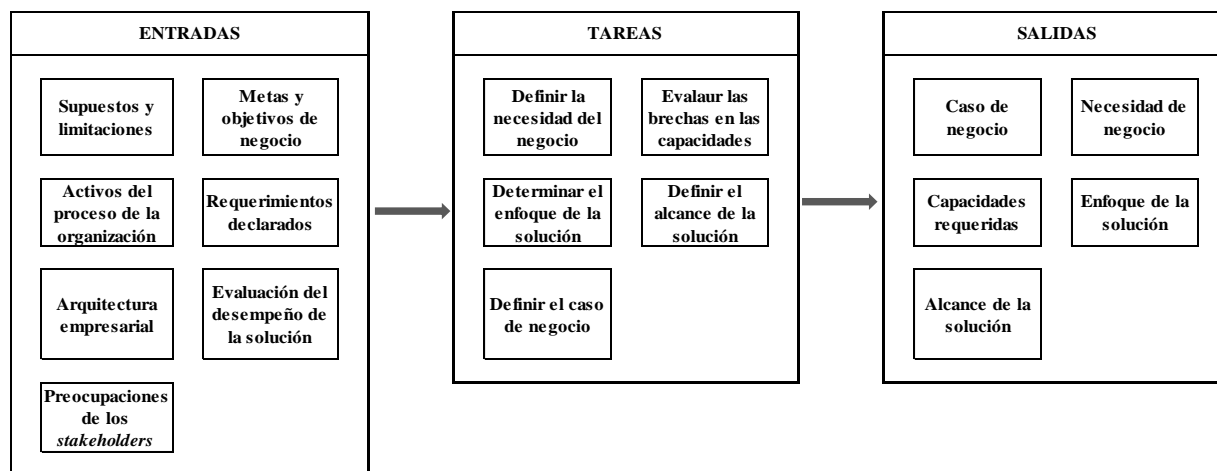 ENTRADAS
Supuestos y
limitaciones
Metas y
objetivos de
negocio
Activos del
proceso de la
organización
Requerimientos
declarados
Arquitectura
empresarial
Evaluación del
desempeño de
la solución
Preocupaciones
de los
stakeholders
TAREAS
Definir la
necesidad del
negocio
Evalaur las
brechas en las
capacidades
Determinar el
enfoque de la
solución
Definir el
alcance de la
solución
Definir el caso
de negocio
SALIDAS
Caso de
negocio
Necesidad de
negocio
Capacidades
requeridas
Enfoque de la
solución
Alcance de la
solución